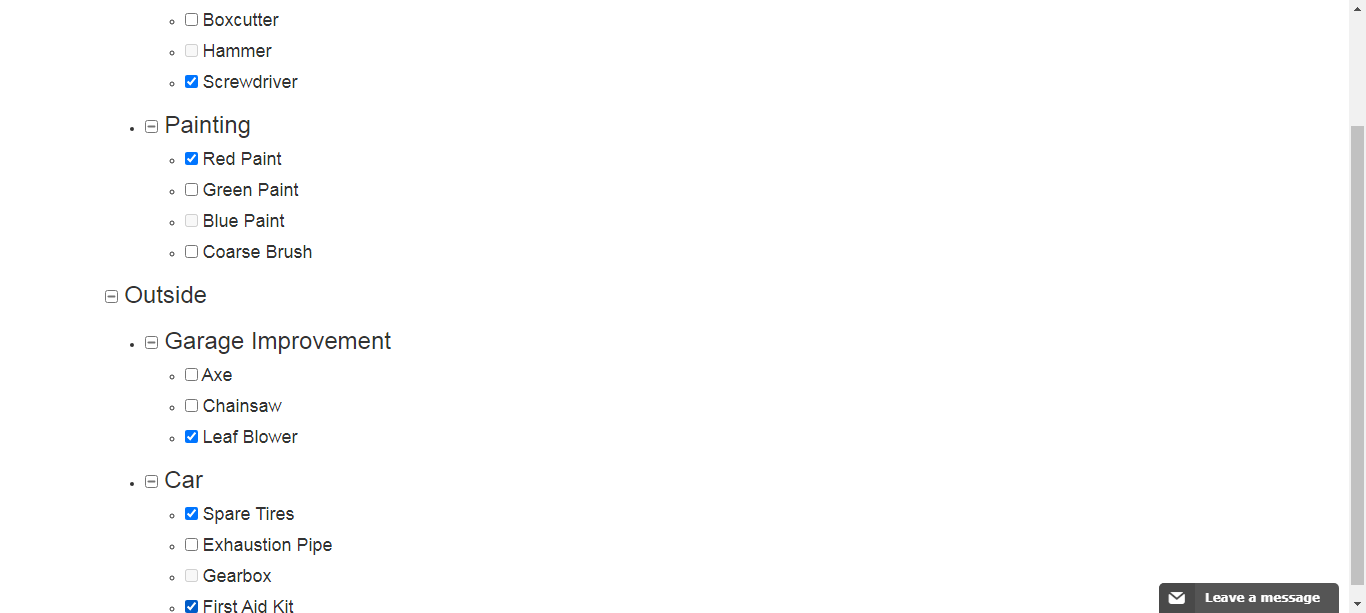 Boxcutter
Hammer
Screwdriver
Painting
Red Paint
Green Paint
Blue Paint
Coarse Brush
Outside
Garage Improvement
Axe
Chainsaw
Leaf Blower
Car
Spare Tires
Exhaustion Pipe
Gearbox
First Aid Kit
Leave a message